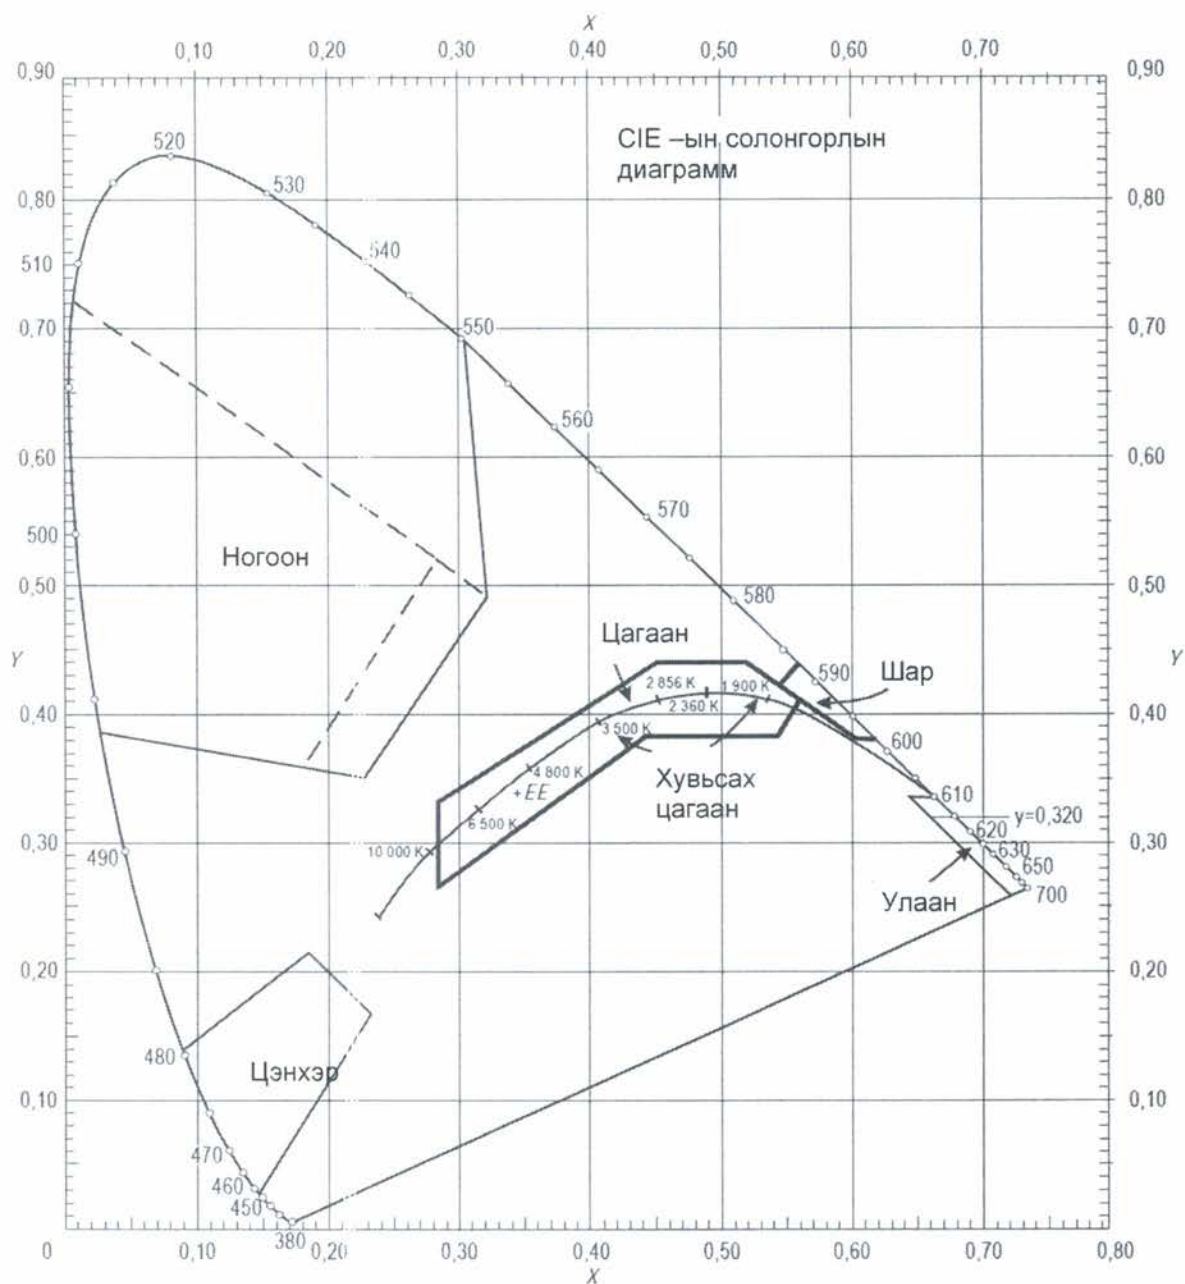 X
0,10 0,20 0,30 0,40 0,50 0,60 0,70
0,90 0,90
CIE –ын солонгорлын
диаграмм
520
530
0,80 0,80
540
510
0,70 550 0,70
560
0,60 0,60
570
500
Ногоон
0,50 0,50
580
Цагаан
Y 590 Y
2 856 K 1 900 K Шар
2 360 K
0,40 0,40
3 500 K 600
4 800 K Хувьсах
+ EE цагаан 610
6 500 K y=0,320
620
0,30 0,30
10 000 K 630
490 650
700
Улаан
0,20 0,20
480
Цэнхэр
0,10 0,10
470
460
450
380
0 0,10 0,20 0,30 0,40 0,50 0,60 0,70 0,80
X